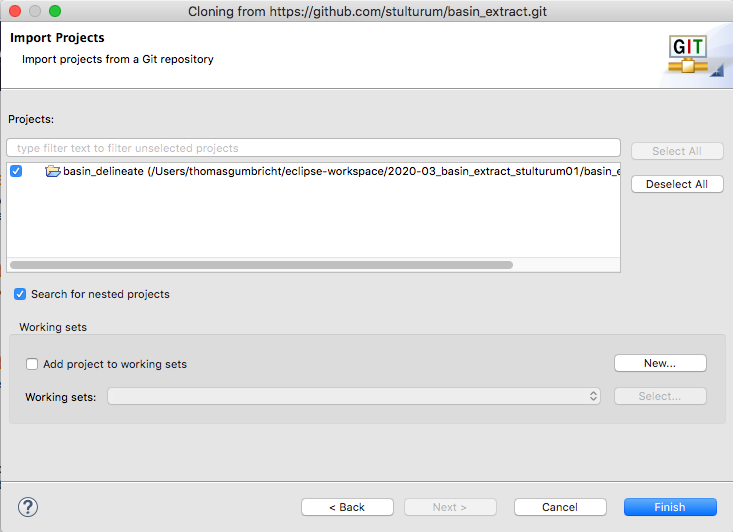 Cloning from https://github.com/stulturum/basin_extract.git
Import Projects
Import projects from a Git repository
GIT
Projects:
type filter text to filter unselected projects
Select All
basin_delineate (/Users/thomasgumbricht/eclipse-workspace/2020-03_basin_extract_stulturum01/basin_e
Deselect All
Search for nested projects
Working sets
Add project to working sets
New...
Working sets:
Select...
?
< Back
Next >
Cancel
Finish